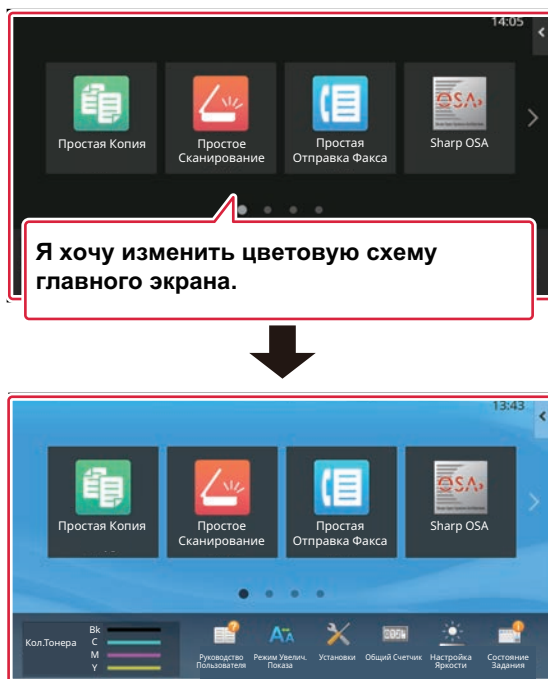 14:05
Простая Копия
Простое
Сканирование
Простая
Отправка Факса
OSA
Sharp OSA
Я хочу изменить цветовую схему
главного экрана.
13:43
Простая Копия
Простое
Сканирование
Простая
Отправка Факса
OSA
Sharp OSA
Кол.Тонера
Bk
C
M
Y
Руководство
Пользователя
Режим Увелич.
Показа
Установки
Общий Счетчик
Настройка
Яркости
Состояние
Задания